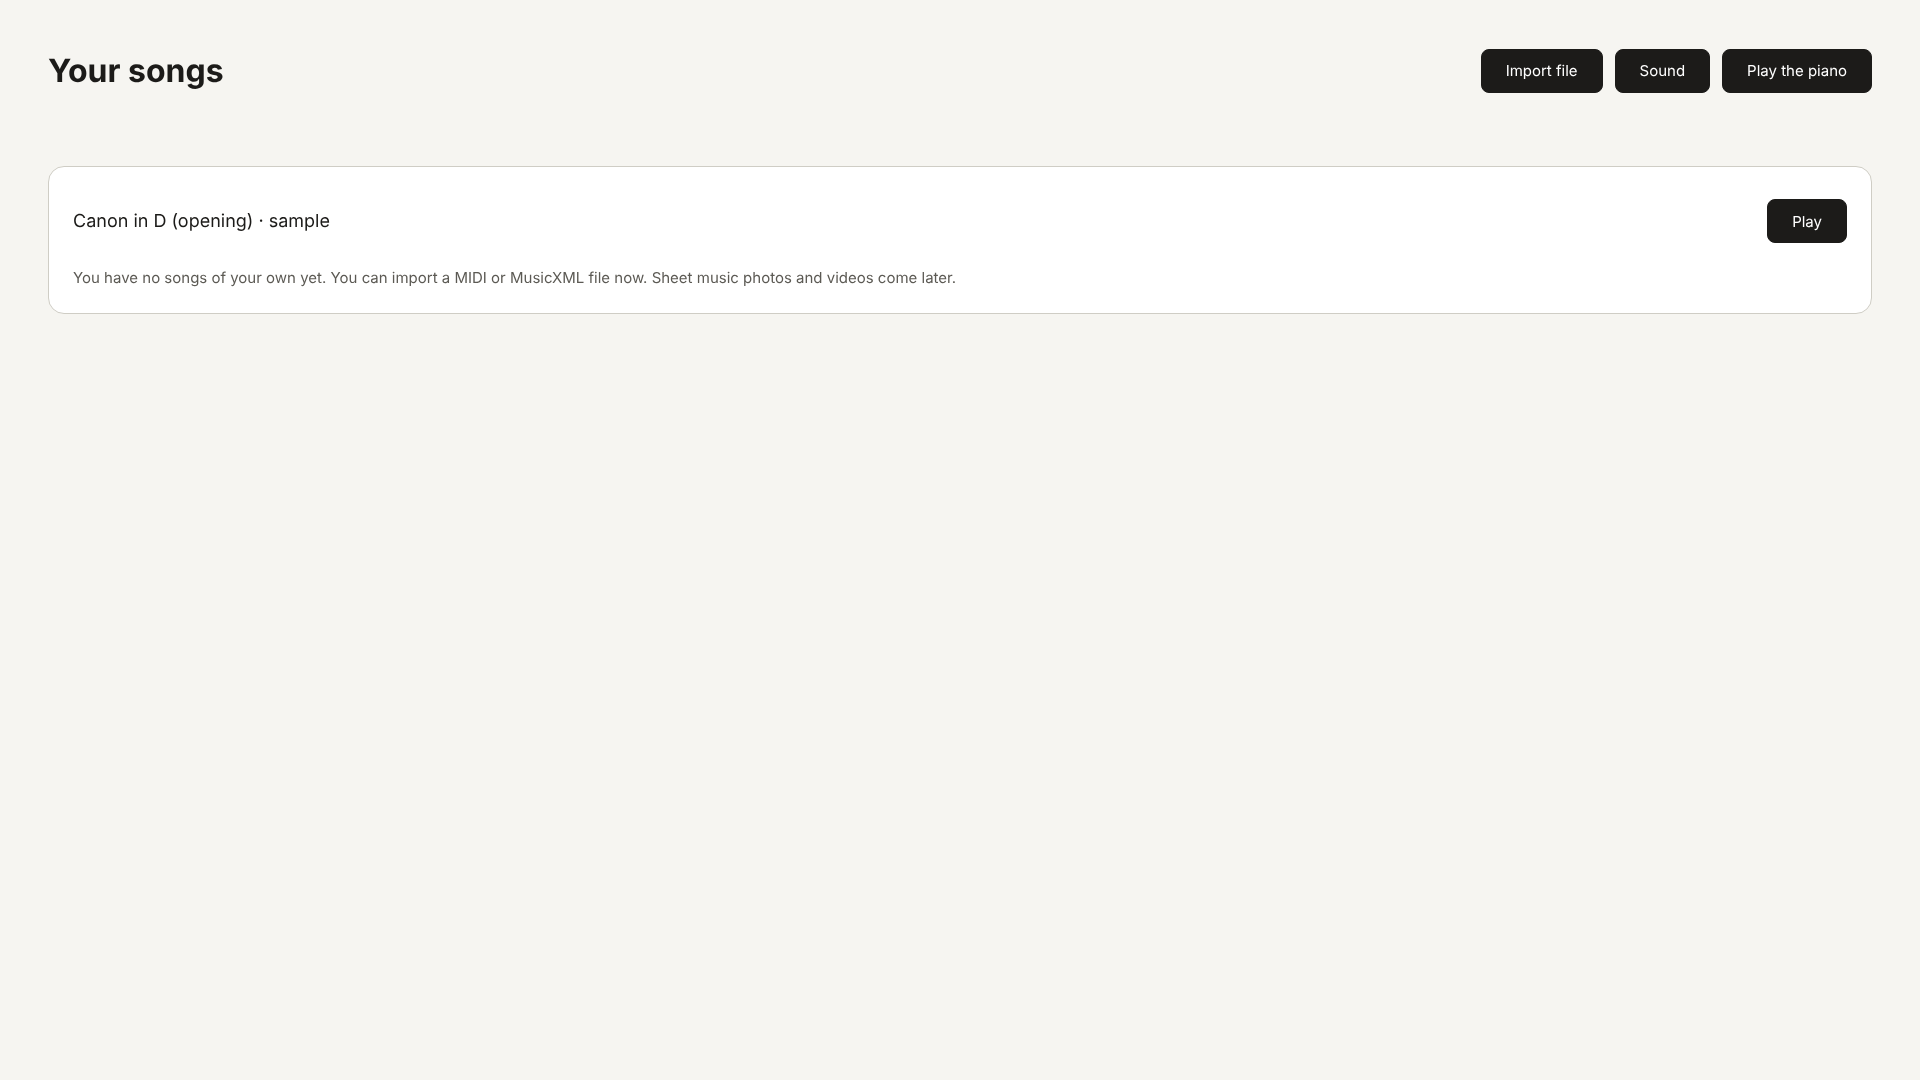 Your songs
Import file
Sound
Play the piano
Canon in D (opening) · sample
Play
You have no songs of your own yet. You can import a MIDI or MusicXML file now. Sheet music photos and videos come later.